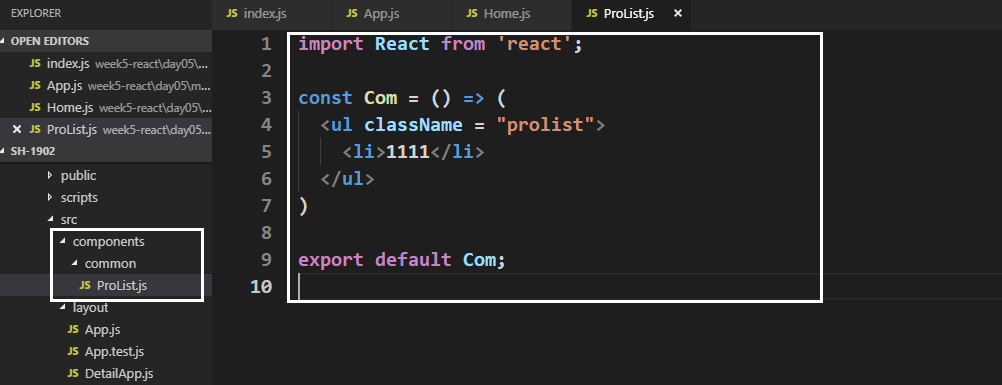 EXPLORER
OPEN EDITORS
JS index.js week5-react\day05\...
JS App.js week5-react\day05\m...
JS Home.js week5-react\day05\...
× JS ProList.js week5-react\day05...
SH-1902
public
scripts
src
components
common
JS ProList.js
layout
JS App.js
JS App.test.js
JS DetailApp.js
JS index.js
JS App.js
JS Home.js
JS ProList.js ×
1 import React from 'react';
2
3 const Com = () => (
4 <ul className = "prolist">
5 <li>1111</li>
6 </ul>
7 )
8
9 export default Com;
10